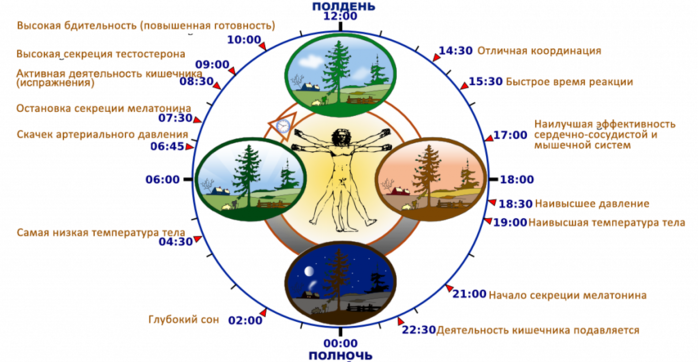 ПОЛДЕНЬ
12:00
Высокая бдительность (повышенная готовность)
10:00
Высокая секреция тестостерона
09:00
Активная деятельность кишечника
(испражнения)
08:30
Остановка секреции мелатонина
07:30
Скачек артериального давления
06:45
06:00
Самая низкая температура тела
04:30
Глубокий сон
02:00
14:30 Отличная координация
15:30 Быстрое время реакции
17:00
Наилучшая эффективность
сердечно-сосудистой и
мышечной систем
18:00
18:30 Наивысшее давление
19:00 Наивысшая температура тела
21:00 Начало секреции мелатонина
22:30 Деятельность кишечника подавляется
00:00
ПОЛНОЧЬ